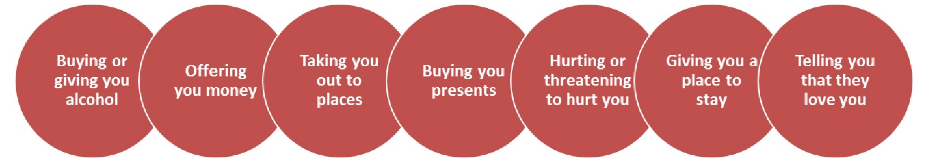 Buying or
giving you
alcohol
Offering
you money
Taking you
out to
places
Buying you
presents
Hurting or
threatening
to hurt you
Giving you a
place to
stay
Telling you
that they
love you